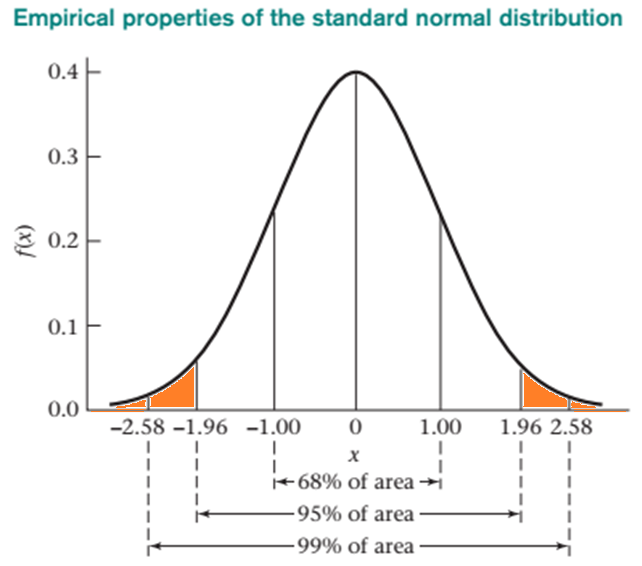 Empirical properties of the standard normal distribution
0.4
0.3
0.2
0.1
0.0
f(x)
−2.58 −1.96 −1.00 0 1.00 1.96 2.58
x
68% of area
95% of area
99% of area